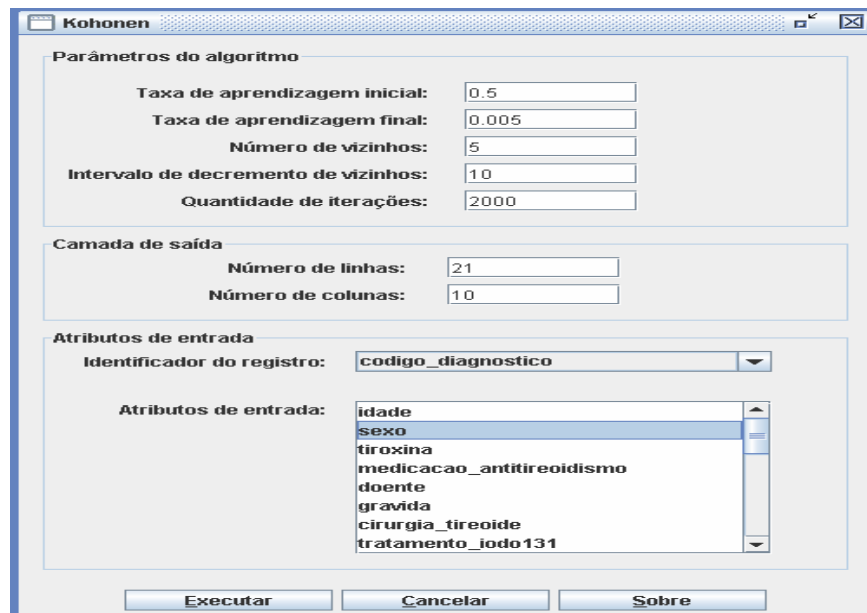 Kohonen
Parâmetros do algoritmo
Taxa de aprendizagem inicial: 0.5
Taxa de aprendizagem final: 0.005
Número de vizinhos: 5
Intervalo de decremento de vizinhos: 10
Quantidade de iterações: 2000
Camada de saída
Número de linhas: 21
Número de colunas: 10
Atributos de entrada
Identificador do registro: codigo_diagnostico
Atributos de entrada: idade
sexo
tiroxina
medicacao_antitireoidismo
doente
gravida
cirurgia_tireoide
tratamento_iodo131
Executar Cancelar Sobre